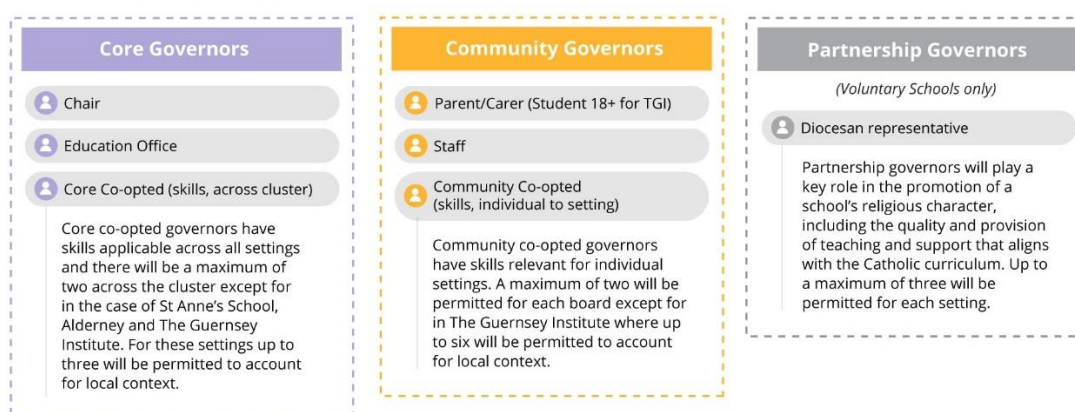 Core Governors
Chair
Education Office
Core Co-opted (skills, across cluster)
Core co-opted governors have
skills applicable across all settings
and there will be a maximum of
two across the cluster except for
in the case of St Anne’s School,
Alderney and The Guernsey
Institute. For these settings up to
three will be permitted to account
for local context.
Community Governors
Parent/Carer (Student 18+ for TGI)
Staff
Community Co-opted
(skills, individual to setting)
Community co-opted governors
have skills relevant for individual
settings. A maximum of two will be
permitted for each board except for
in The Guernsey Institute where up
to six will be permitted to account
for local context.
Partnership Governors
(Voluntary Schools only)
Diocesan representative
Partnership governors will play a
key role in the promotion of a
school’s religious character,
including the quality and provision
of teaching and support that aligns
with the Catholic curriculum. Up to
a maximum of three will be
permitted for each setting.